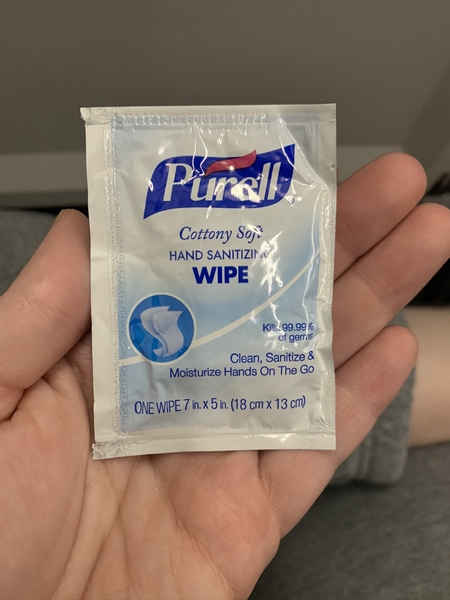 Purell
Cottony Soft
HAND SANITIZING
WIPE
Kills 99.99%
of germs
Clean, Sanitize &
Moisturize Hands On The Go
ONE WIPE 7 in. x 5 in. (18 cm x 13 cm)